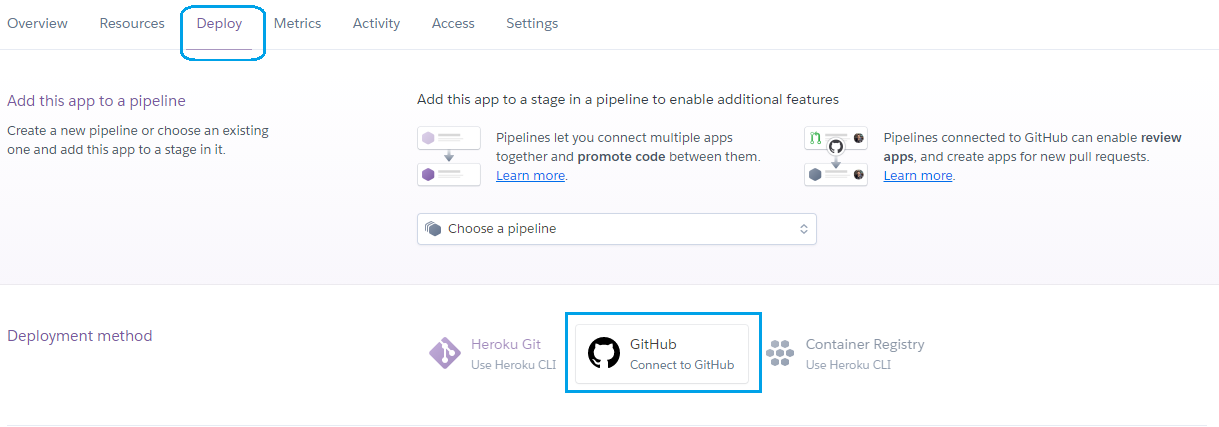 Overview Resources Deploy Metrics Activity Access Settings
Add this app to a pipeline
Create a new pipeline or choose an existing
one and add this app to a stage in it.
Add this app to a stage in a pipeline to enable additional features
Pipelines let you connect multiple apps
together and promote code between them.
Learn more.
Pipelines connected to GitHub can enable review
apps, and create apps for new pull requests.
Learn more.
Choose a pipeline
Deployment method
Heroku Git
Use Heroku CLI
GitHub
Connect to GitHub
Container Registry
Use Heroku CLI